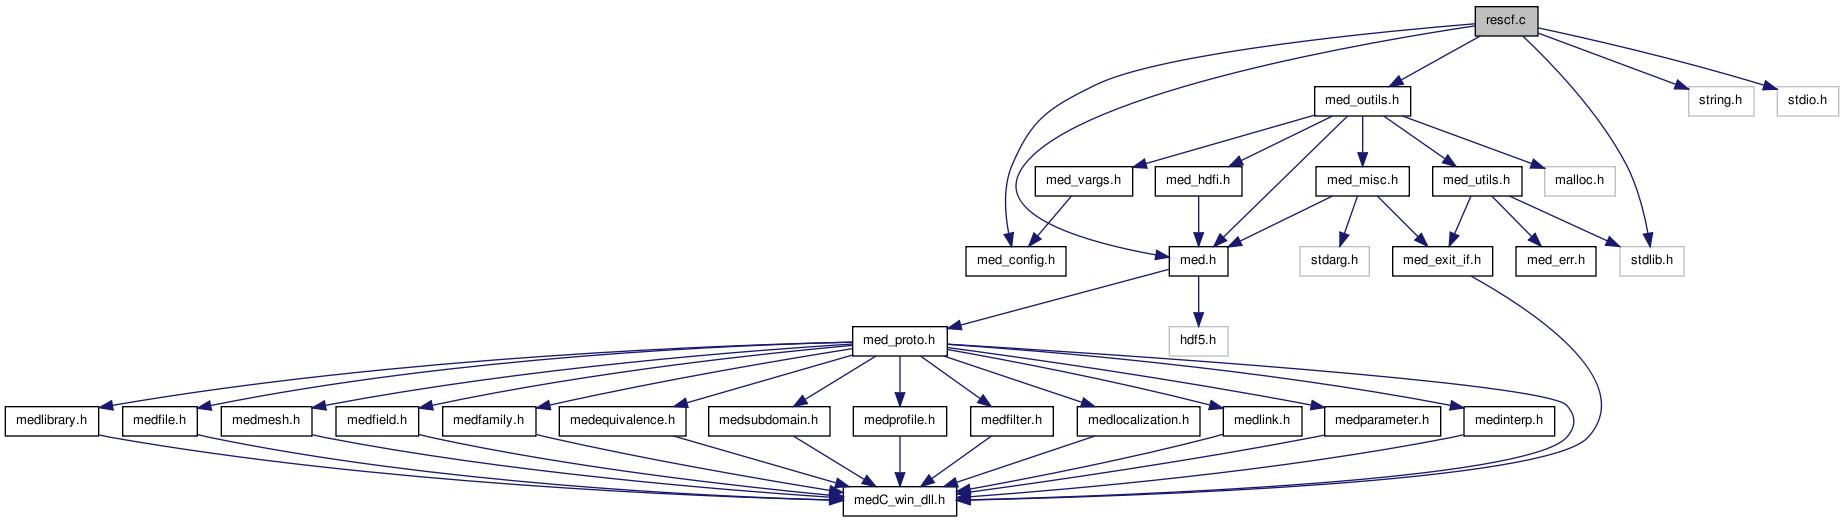 rescf.c
med_outils.h
string.h
stdio.h
med_vargs.h
med_hdfi.h
med_misc.h
med_utils.h
malloc.h
med_config.h
med.h
stdarg.h
med_exit_if.h
med_err.h
stdlib.h
med_proto.h
hdf5.h
medlibrary.h
medfile.h
medmesh.h
medfield.h
medfamily.h
medequivalence.h
medsubdomain.h
medprofile.h
medfilter.h
medlocalization.h
medlink.h
medparameter.h
medinterp.h
medC_win_dll.h